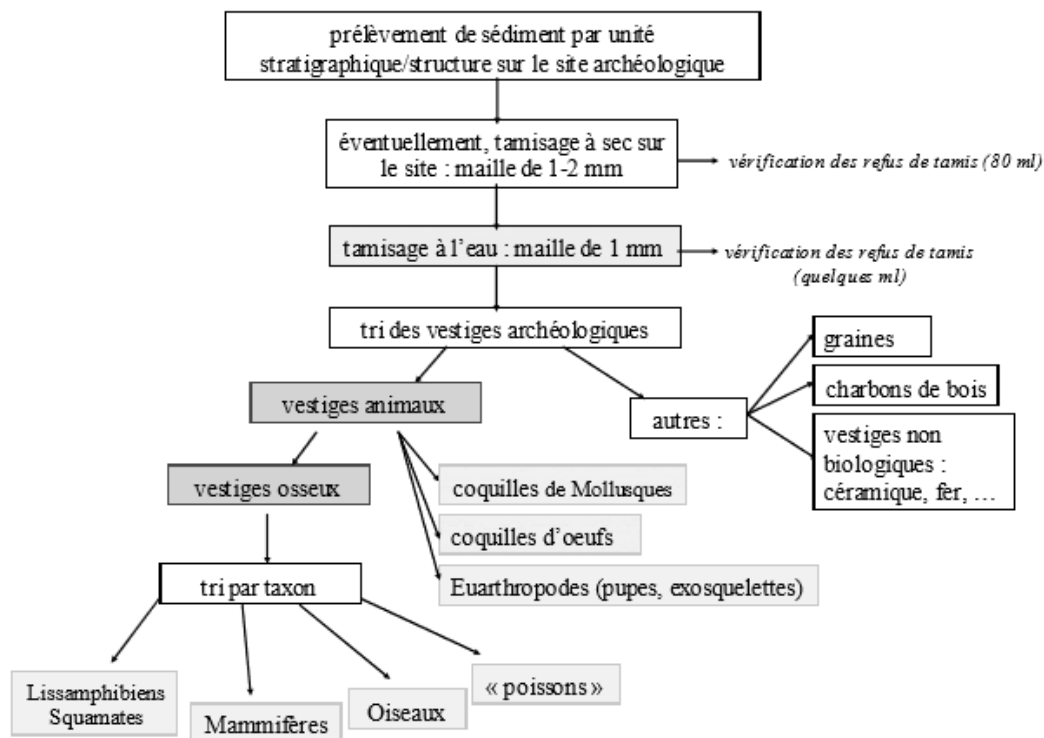 prélèvement de sédiment par unité
stratigraphique/structure sur le site archéologique
éventuellement, tamisage à sec sur
le site : maille de 1-2 mm
vérification des refus de tamis (80 ml)
tamisage à l'eau : maille de 1 mm
vérification des refus de tamis
(quelques ml)
tri des vestiges archéologiques
graines
charbons de bois
vestiges animaux
autres :
vestiges non
biologiques :
céramique, fer, …
vestiges osseux
coquilles de Mollusques
coquilles d'oeufs
Euarthropodes (pupes, exosquelettes)
tri par taxon
Lissamphibiens
Squamates
Mammifères
Oiseaux
« poissons »